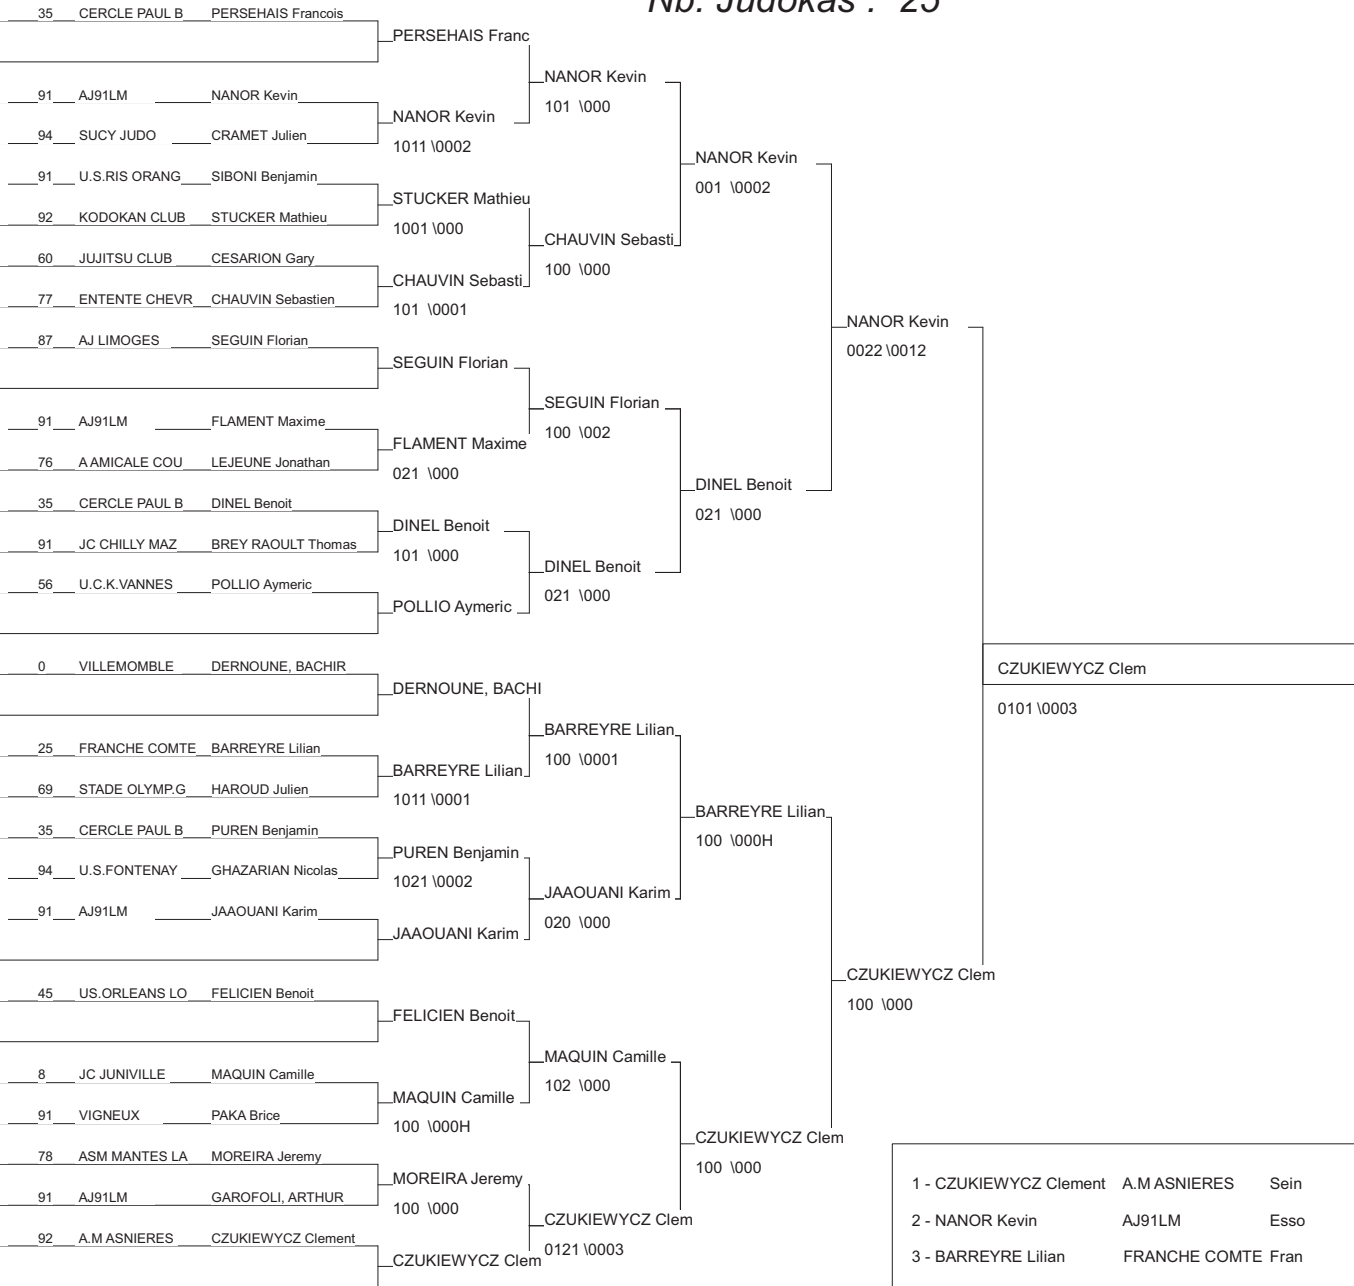 Nb. Judokas : 25
35 CERCLE PAUL B PERSEHAIS Francois
PERSEHAIS Franc
NANOR Kevin
101 \000
91 AJ91LM NANOR Kevin
NANOR Kevin
1011 \0002
94 SUCY JUDO CRAMET Julien
NANOR Kevin
001 \0002
91 U.S.RIS ORANG SIBONI Benjamin
STUCKER Mathieu
1001 \000
92 KODOKAN CLUB STUCKER Mathieu
CHAUVIN Sebasti
100 \000
60 JUJITSU CLUB CESARION Gary
CHAUVIN Sebasti
101 \0001
77 ENTENTE CHEVR CHAUVIN Sebastien
NANOR Kevin
0022 \0012
87 AJ LIMOGES SEGUIN Florian
SEGUIN Florian
SEGUIN Florian
100 \002
91 AJ91LM FLAMENT Maxime
FLAMENT Maxime
021 \000
76 A AMICALE COU LEJEUNE Jonathan
DINEL Benoit
021 \000
35 CERCLE PAUL B DINEL Benoit
DINEL Benoit
101 \000
91 JC CHILLY MAZ BREY RAOULT Thomas
DINEL Benoit
021 \000
56 U.C.K.VANNES POLLIO Aymeric
POLLIO Aymeric
0 VILLEMOMBLE DERNOUNE, BACHIR
CZUKIEWYCZ Clem
0101 \0003
DERNOUNE, BACHI
BARREYRE Lilian
100 \0001
25 FRANCHE COMTE BARREYRE Lilian
BARREYRE Lilian
1011 \0001
69 STADE OLYMP.G HAROUD Julien
BARREYRE Lilian
100 \000H
35 CERCLE PAUL B PUREN Benjamin
PUREN Benjamin
1021 \0002
94 U.S.FONTENAY GHAZARIAN Nicolas
JAAOUANI Karim
020 \000
91 AJ91LM JAAOUANI Karim
JAAOUANI Karim
CZUKIEWYCZ Clem
100 \000
45 US.ORLEANS LO FELICIEN Benoit
FELICIEN Benoit
MAQUIN Camille
102 \000
8 JC JUNIVILLE MAQUIN Camille
MAQUIN Camille
100 \000H
91 VIGNEUX PAKA Brice
CZUKIEWYCZ Clem
100 \000
78 ASM MANTES LA MOREIRA Jeremy
MOREIRA Jeremy
100 \000
91 AJ91LM GAROFOLI, ARTHUR
CZUKIEWYCZ Clem
0121 \0003
92 A.M ASNIERES CZUKIEWYCZ Clement
CZUKIEWYCZ Clem
1 - CZUKIEWYCZ Clement A.M ASNIERES Sein
2 - NANOR Kevin AJ91LM Esso
3 - BARREYRE Lilian FRANCHE COMTE Fran